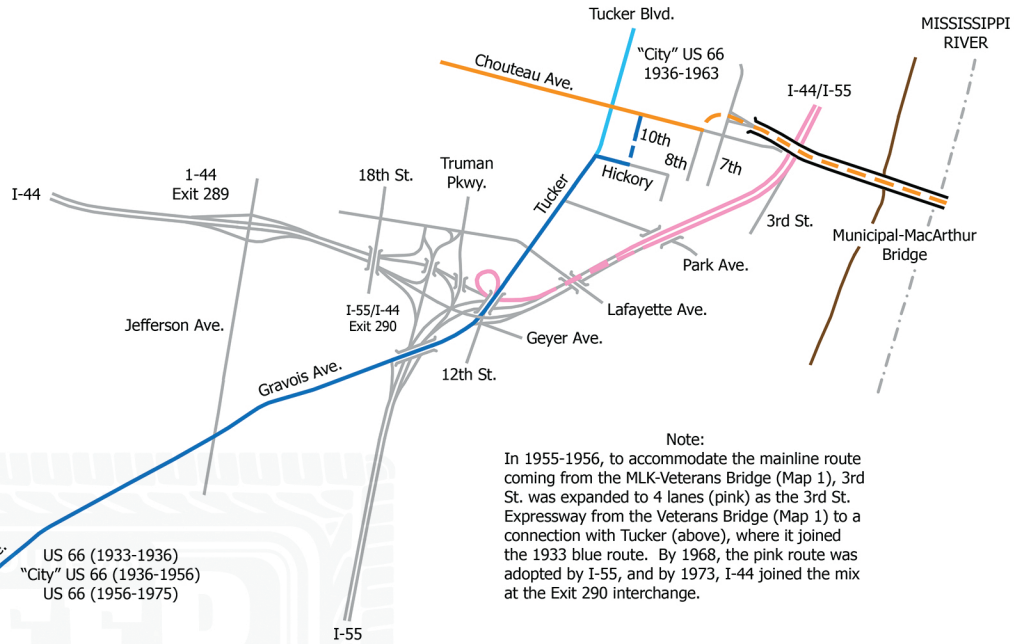 Tucker Blvd.
MISSISSIPPI
RIVER
“City” US 66
1936-1963
Chouteau Ave.
I-44/I-55
10th
8th
7th
Hickory
Truman
Pkwy.
18th St.
1-44
Exit 289
I-44
Tucker
3rd St.
Municipal-MacArthur
Bridge
Park Ave.
Lafayette Ave.
I-55/I-44
Exit 290
Jefferson Ave.
Geyer Ave.
12th St.
Gravois Ave.
Note:
In 1955-1956, to accommodate the mainline route
coming from the MLK-Veterans Bridge (Map 1), 3rd
St. was expanded to 4 lanes (pink) as the 3rd St.
Expressway from the Veterans Bridge (Map 1) to a
connection with Tucker (above), where it joined
the 1933 blue route.  By 1968, the pink route was
adopted by I-55, and by 1973, I-44 joined the mix
at the Exit 290 interchange.
US 66 (1933-1936)
“City” US 66 (1936-1956)
US 66 (1956-1975)
I-55